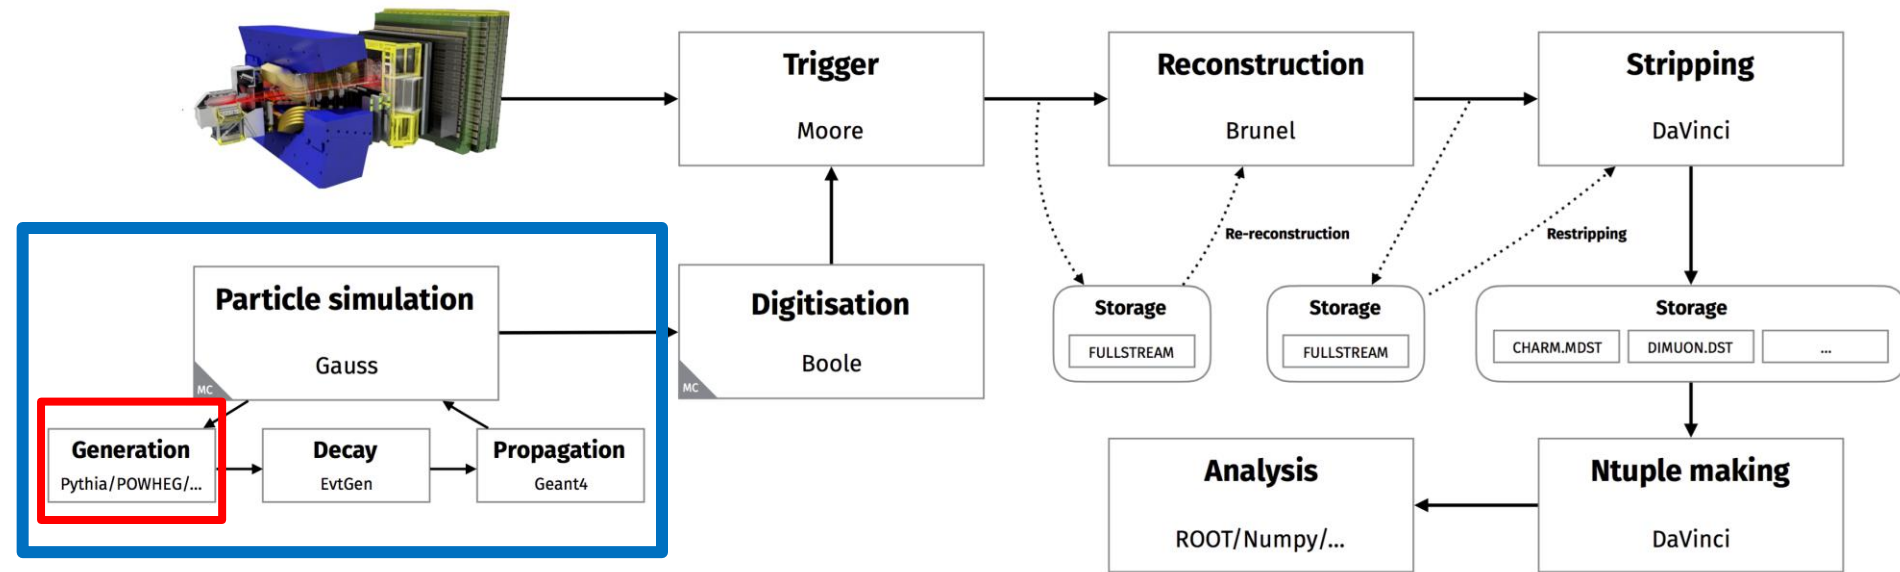 Trigger
Moore
Reconstruction
Brunel
Stripping
DaVinci
Re-reconstruction
Restripping
Particle simulation
Gauss
MC
Digitisation
Boole
MC
Storage
FULLSTREAM
Storage
FULLSTREAM
Storage
CHARM.MDST
DIMUON.DST
...
Generation
Pythia/POWHEG/...
Decay
EvtGen
Propagation
Geant4
Analysis
ROOT/Numpy/...
Ntuple making
DaVinci